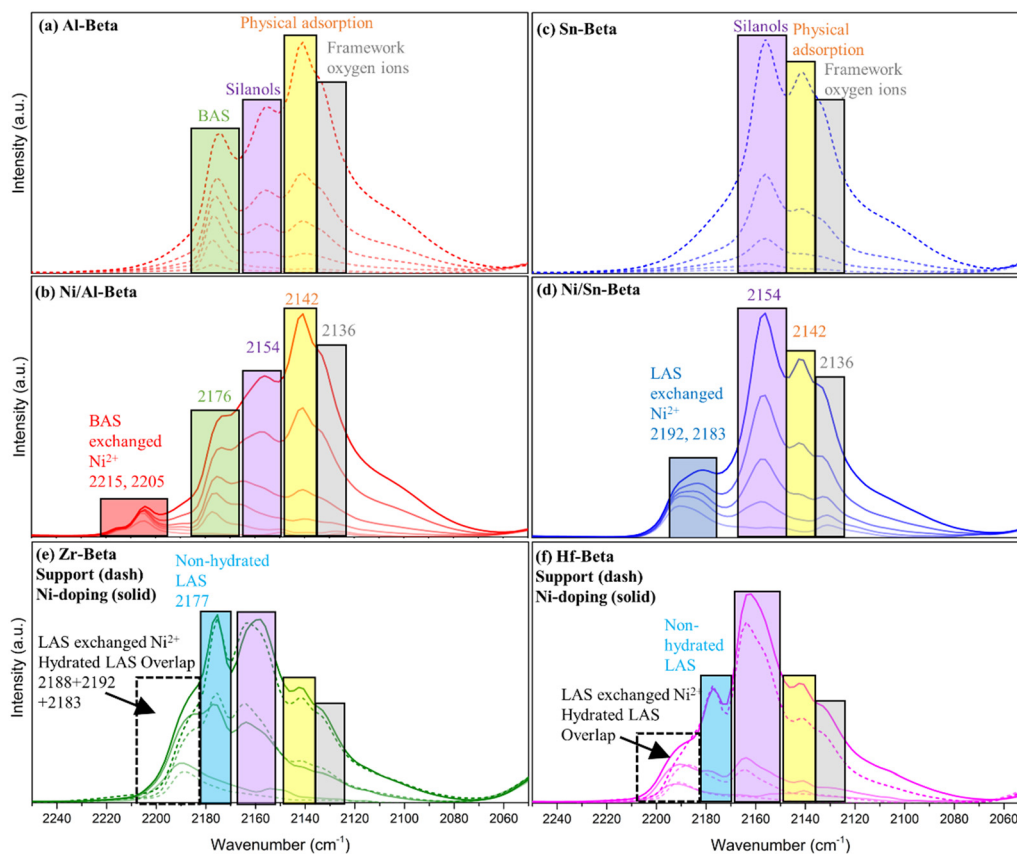 (a) Al-Beta
Physical adsorption
Framework
oxygen ions
Silanols
BAS
Intensity (a.u.)
(c) Sn-Beta
Silanols
Physical
adsorption
Framework
oxygen ions
Intensity (a.u.)
(b) Ni/Al-Beta
2142
2136
2154
2176
BAS
exchanged
Ni²⁺
2215, 2205
Intensity (a.u.)
(d) Ni/Sn-Beta
2154
2142
2136
LAS
exchanged
Ni²⁺
2192, 2183
Intensity (a.u.)
(e) Zr-Beta
Support (dash)
Ni-doping (solid)
Non-hydrated
LAS
2177
LAS exchanged Ni²⁺
Hydrated LAS Overlap
2188+2192
+2183
Intensity (a.u.)
2240 2220 2200 2180 2160 2140 2120 2100 2080 2060
Wavenumber (cm⁻¹)
(f) Hf-Beta
Support (dash)
Ni-doping (solid)
Non-
hydrated
LAS
LAS exchanged Ni²⁺
Hydrated LAS
Overlap
Intensity (a.u.)
2240 2220 2200 2180 2160 2140 2120 2100 2080 2060
Wavenumber (cm⁻¹)